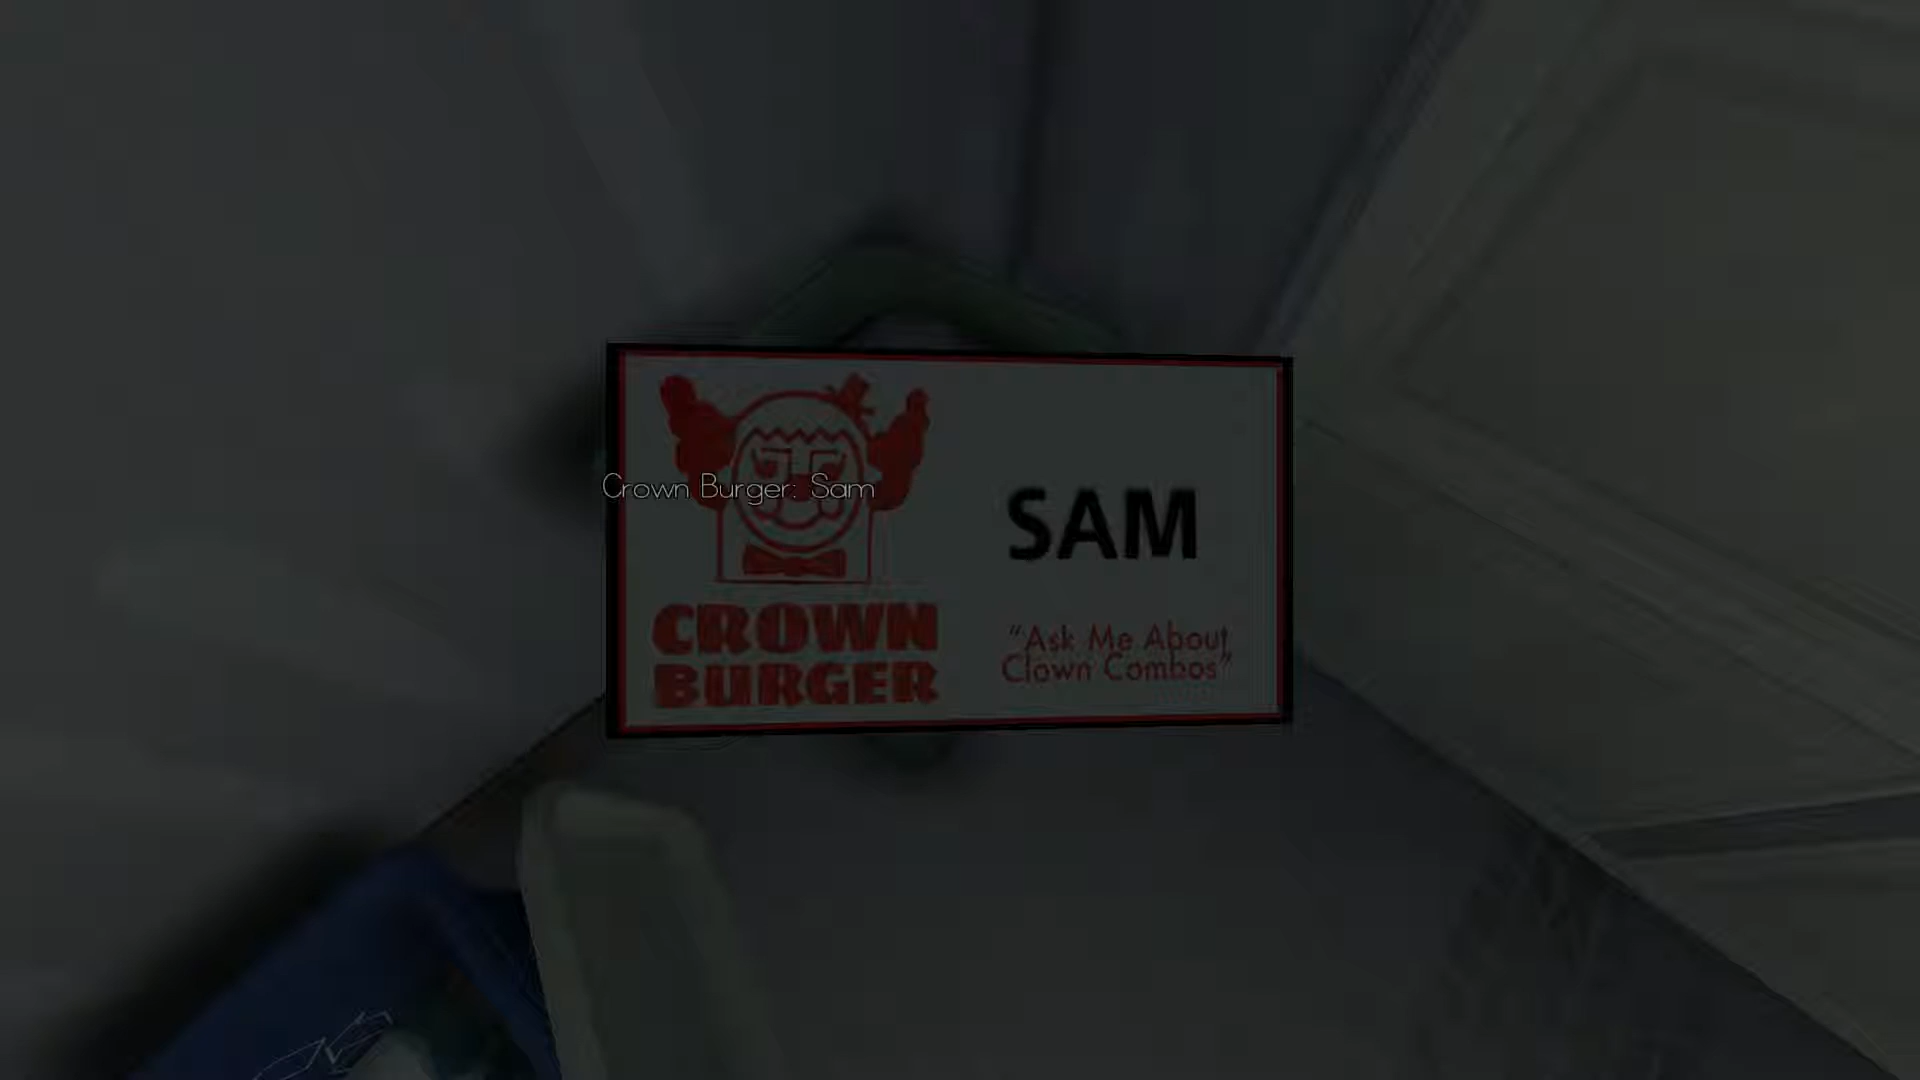 Crown Burger: Sam
SAM
CROWN
BURGER
"Ask Me About
Clown Combos"